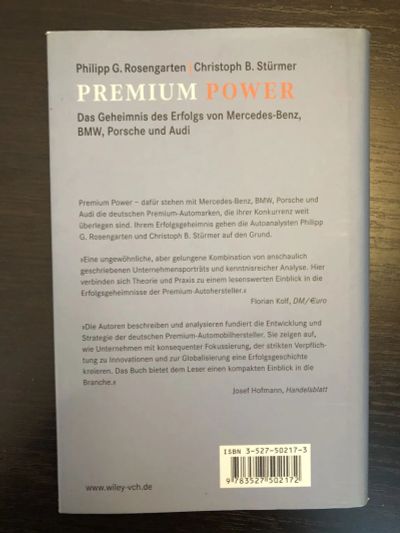 Philipp G. Rosengarten | Christoph B. Stürmer
PREMIUM POWER
Das Geheimnis des Erfolgs von Mercedes-Benz,
BMW, Porsche und Audi
Premium Power – dafür stehen mit Mercedes-Benz, BMW, Porsche und
Audi die deutschen Premium-Automarken, die ihrer Konkurrenz weit
überlegen sind. Ihrem Erfolgsgeheimnis gehen die Autoanalysten Philipp
G. Rosengarten und Christoph B. Stürmer auf den Grund.
»Eine ungewöhnliche, aber gelungene Kombination von anschaulich
geschriebenen Unternehmensporträts und kenntnisreicher Analyse. Hier
verbinden sich Theorie und Praxis zu einem lesenswerten Einblick in die
Erfolgsgeheimnisse der Premium-Autohersteller.«
Florian Kolf, DM/€uro
»Die Autoren beschreiben und analysieren fundiert die Entwicklung und
Strategie der deutschen Premium-Automobilhersteller. Sie zeigen auf,
wie Unternehmen mit konsequenter Fokussierung, der strikten Verpflich-
tung zu Innovationen und zur Globalisierung eine Erfolgsgeschichte
kreieren. Das Buch bietet dem Leser einen kompakten Einblick in die
Branche.«
Josef Hofmann, Handelsblatt
ISBN 3-527-50217-3
9 783527 502172
www.wiley-vch.de